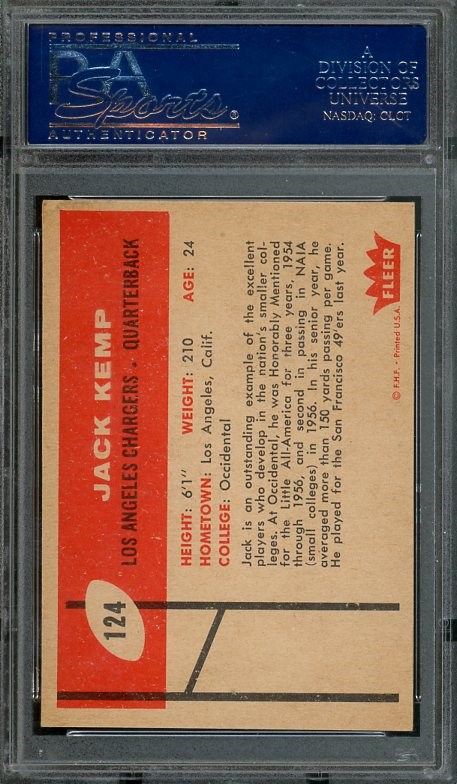 PROFESSIONAL
PSA
Sports®
AUTHENTICATOR
A
DIVISION OF
COLLECTORS
UNIVERSE
NASDAQ: CLCT
124
JACK KEMP
LOS ANGELES CHARGERS • QUARTERBACK
HEIGHT: 6'1" WEIGHT: 210 AGE: 24
HOMETOWN: Los Angeles, Calif.
COLLEGE: Occidental
Jack is an outstanding example of the excellent
players who develop in the nation's smaller col-
leges. At Occidental, he was Honorably Mentioned
for the Little All-America for three years, 1954
through 1956, and second in passing in NAIA
(small colleges) in 1956. In his senior year, he
averaged more than 150 yards passing per game.
He played for the San Francisco 49'ers last year.
FLEER
© F.H.F. • Printed U.S.A.